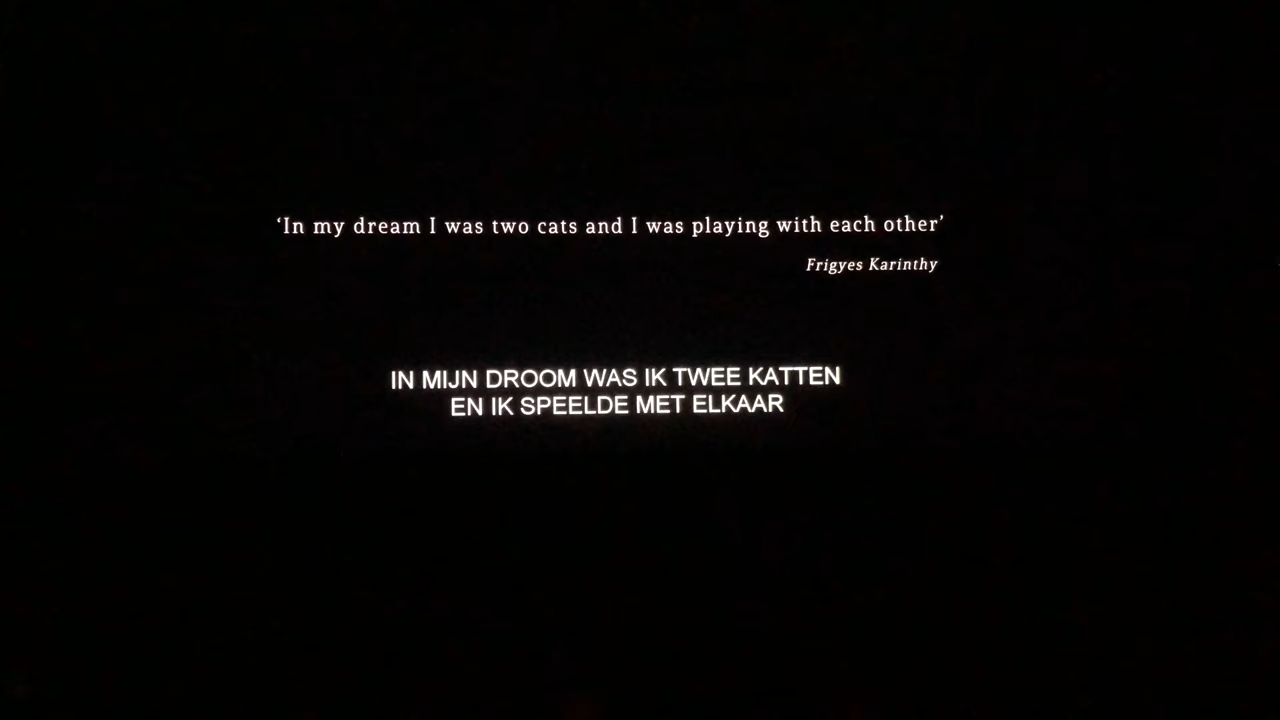 ‘In my dream I was two cats and I was playing with each other’
Frigyes Karinthy
IN MIJN DROOM WAS IK TWEE KATTEN
EN IK SPEELDE MET ELKAAR